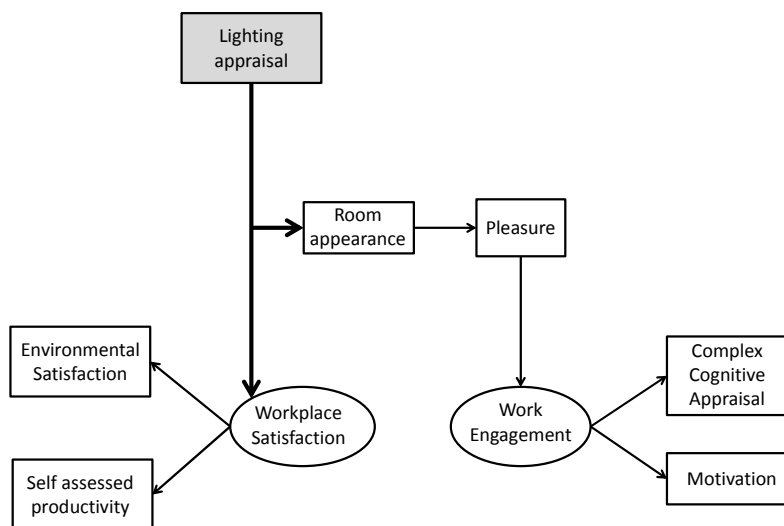 Lighting
appraisal
Room
appearance
Pleasure
Environmental
Satisfaction
Complex
Cognitive
Appraisal
Workplace
Satisfaction
Work
Engagement
Self assessed
productivity
Motivation